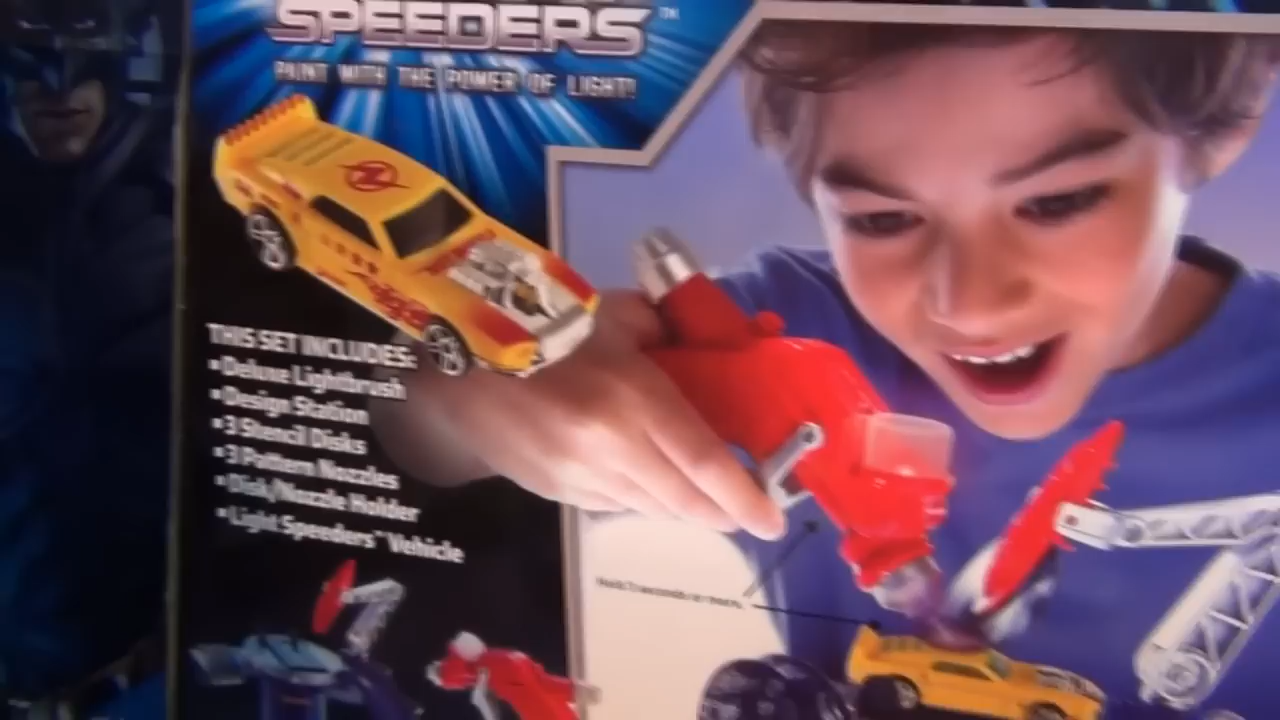 SPEEDERS™
PAINT WITH THE POWER OF LIGHT!
THIS SET INCLUDES:
• Deluxe Lightbrush
• Design Station
• 3 Stencil Disks
• 3 Pattern Nozzles
• Disk/Nozzle Holder
• Light Speeders™ Vehicle